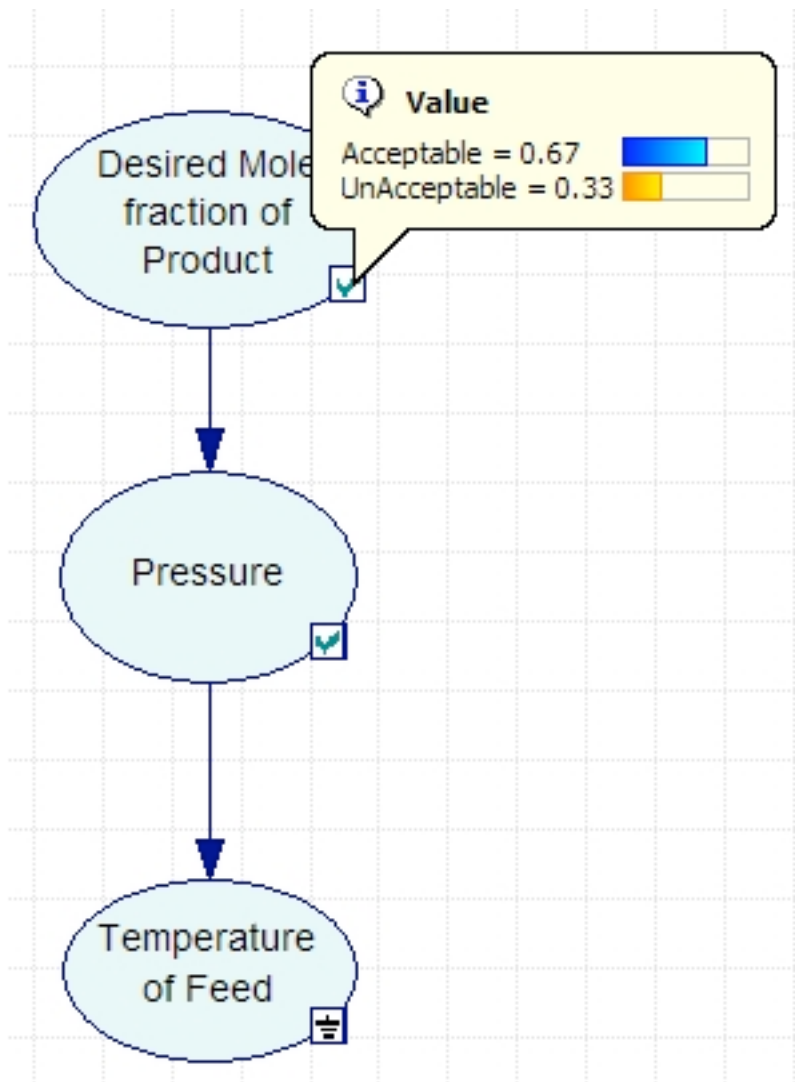 Value
Acceptable = 0.67
UnAcceptable = 0.33
Desired Mole
fraction of
Product
Pressure
Temperature
of Feed